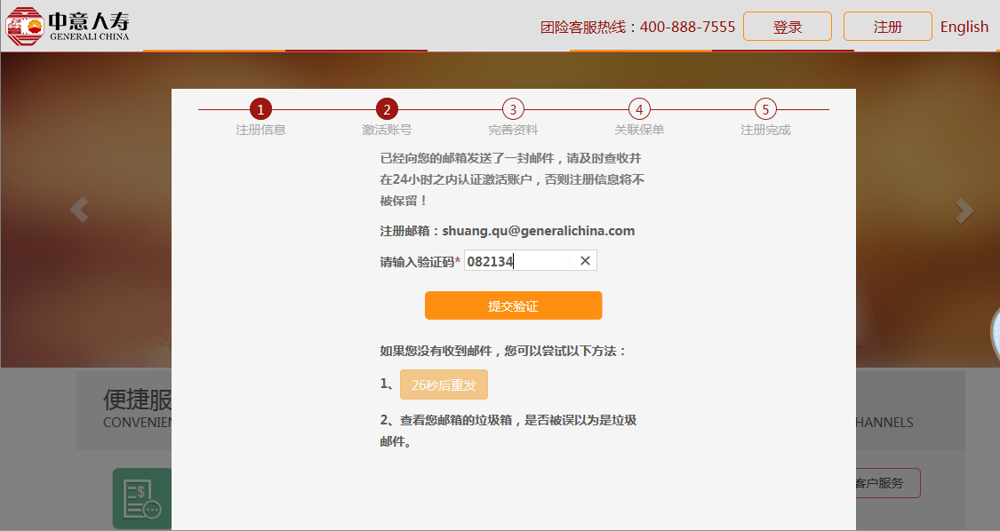 中意人寿
GENERALI CHINA
团险客服热线：400-888-7555
登录
注册
English
1 2 3 4 5
注册信息 激活账号 完善资料 关联保单 注册完成
已经向您的邮箱发送了一封邮件，请及时查收并
在24小时之内认证激活账户，否则注册信息将不
被保留！
注册邮箱：shuang.qu@generalichina.com
请输入验证码* 082134
提交验证
如果您没有收到邮件，您可以尝试以下方法：
1、 26秒后重发
2、查看您邮箱的垃圾箱，是否被误以为是垃圾
邮件。
便捷服
CONVENIEN
HANNELS
客户服务